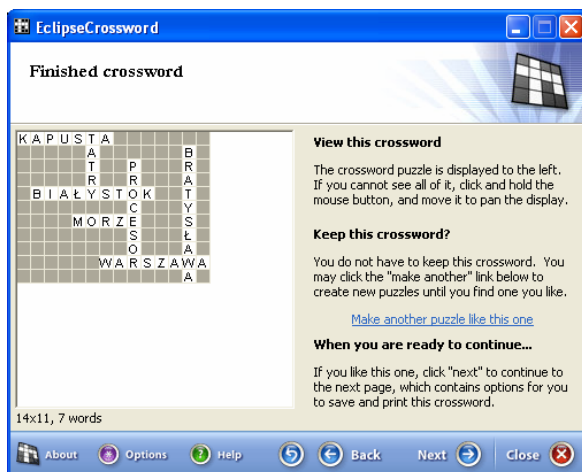 EclipseCrossword
Finished crossword
K A P U S T A
A B
T P R
R R A
B I A Ł Y S T O K T
C Y
M O R Z E S
S Ł
O A
W A R S Z A W A
A
View this crossword
The crossword puzzle is displayed to the left.
If you cannot see all of it, click and hold the
mouse button, and move it to pan the display.
Keep this crossword?
You do not have to keep this crossword. You
may click the "make another" link below to
create new puzzles until you find one you like.
Make another puzzle like this one
When you are ready to continue...
If you like this one, click "next" to continue to
the next page, which contains options for you
to save and print this crossword.
14x11, 7 words
About Options Help Back Next Close